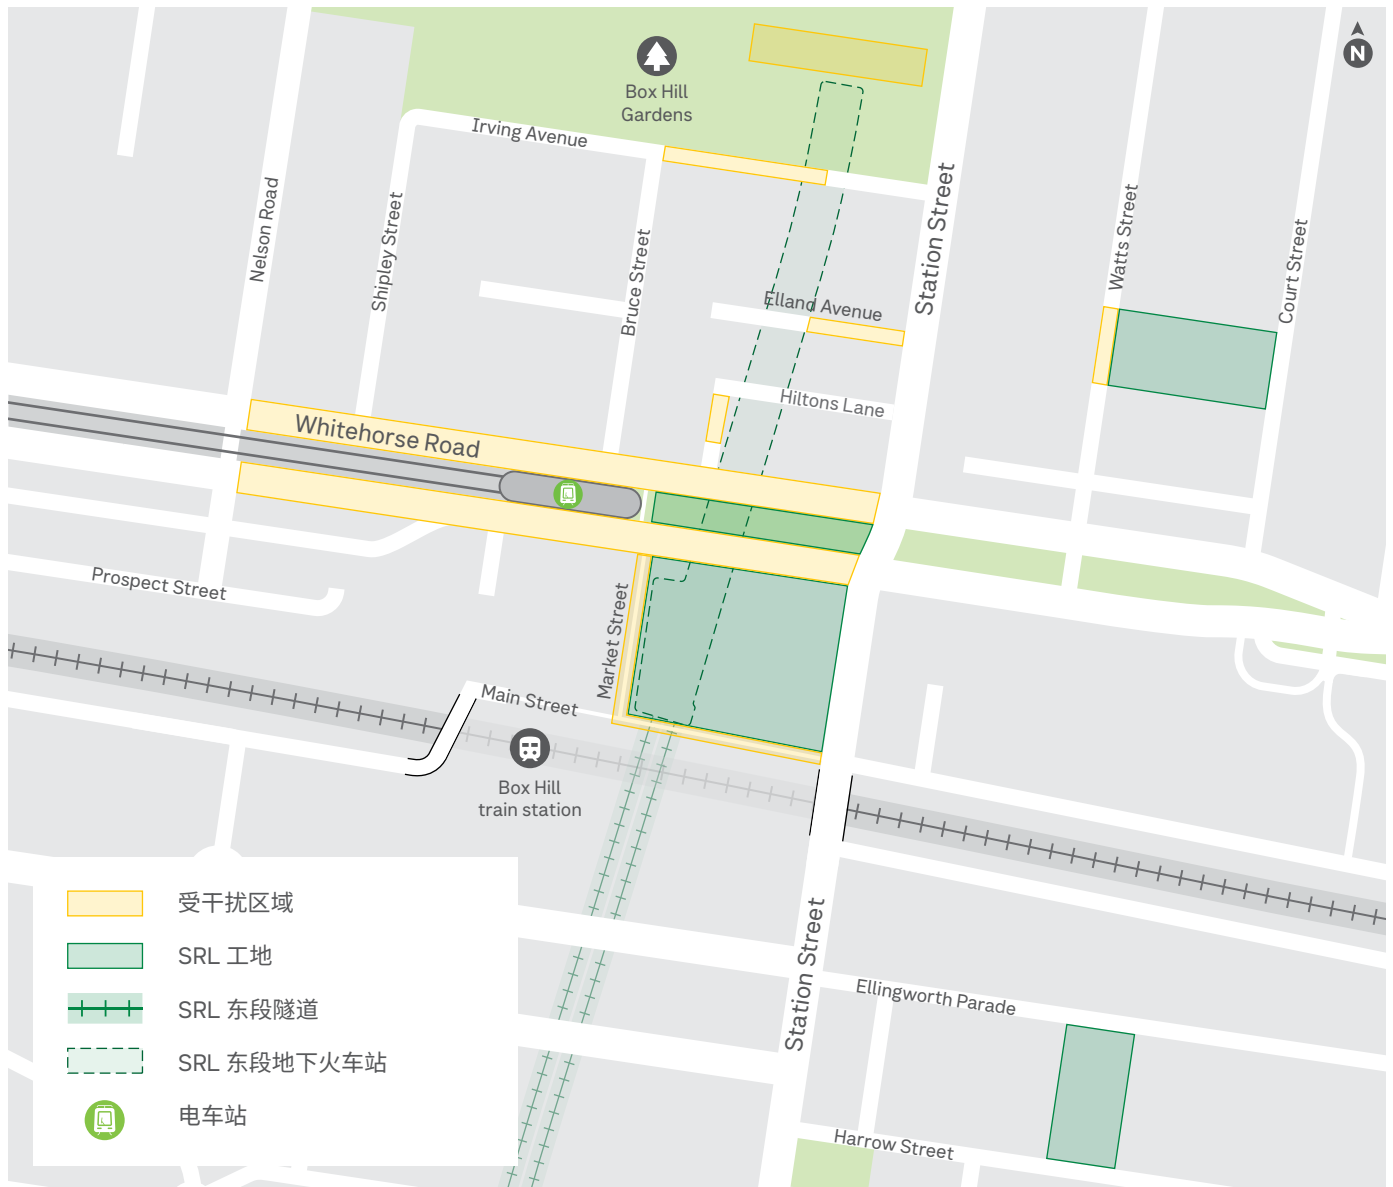 N
Box Hill
Gardens
Irving Avenue
Nelson Road
Shipley Street
Bruce Street
Station Street
Watts Street
Court Street
Elland Avenue
Hiltons Lane
Whitehorse Road
Prospect Street
Market Street
Main Street
Box Hill
train station
Station Street
Ellingworth Parade
Harrow Street
受干扰区域
SRL 工地
SRL 东段隧道
SRL 东段地下火车站
电车站